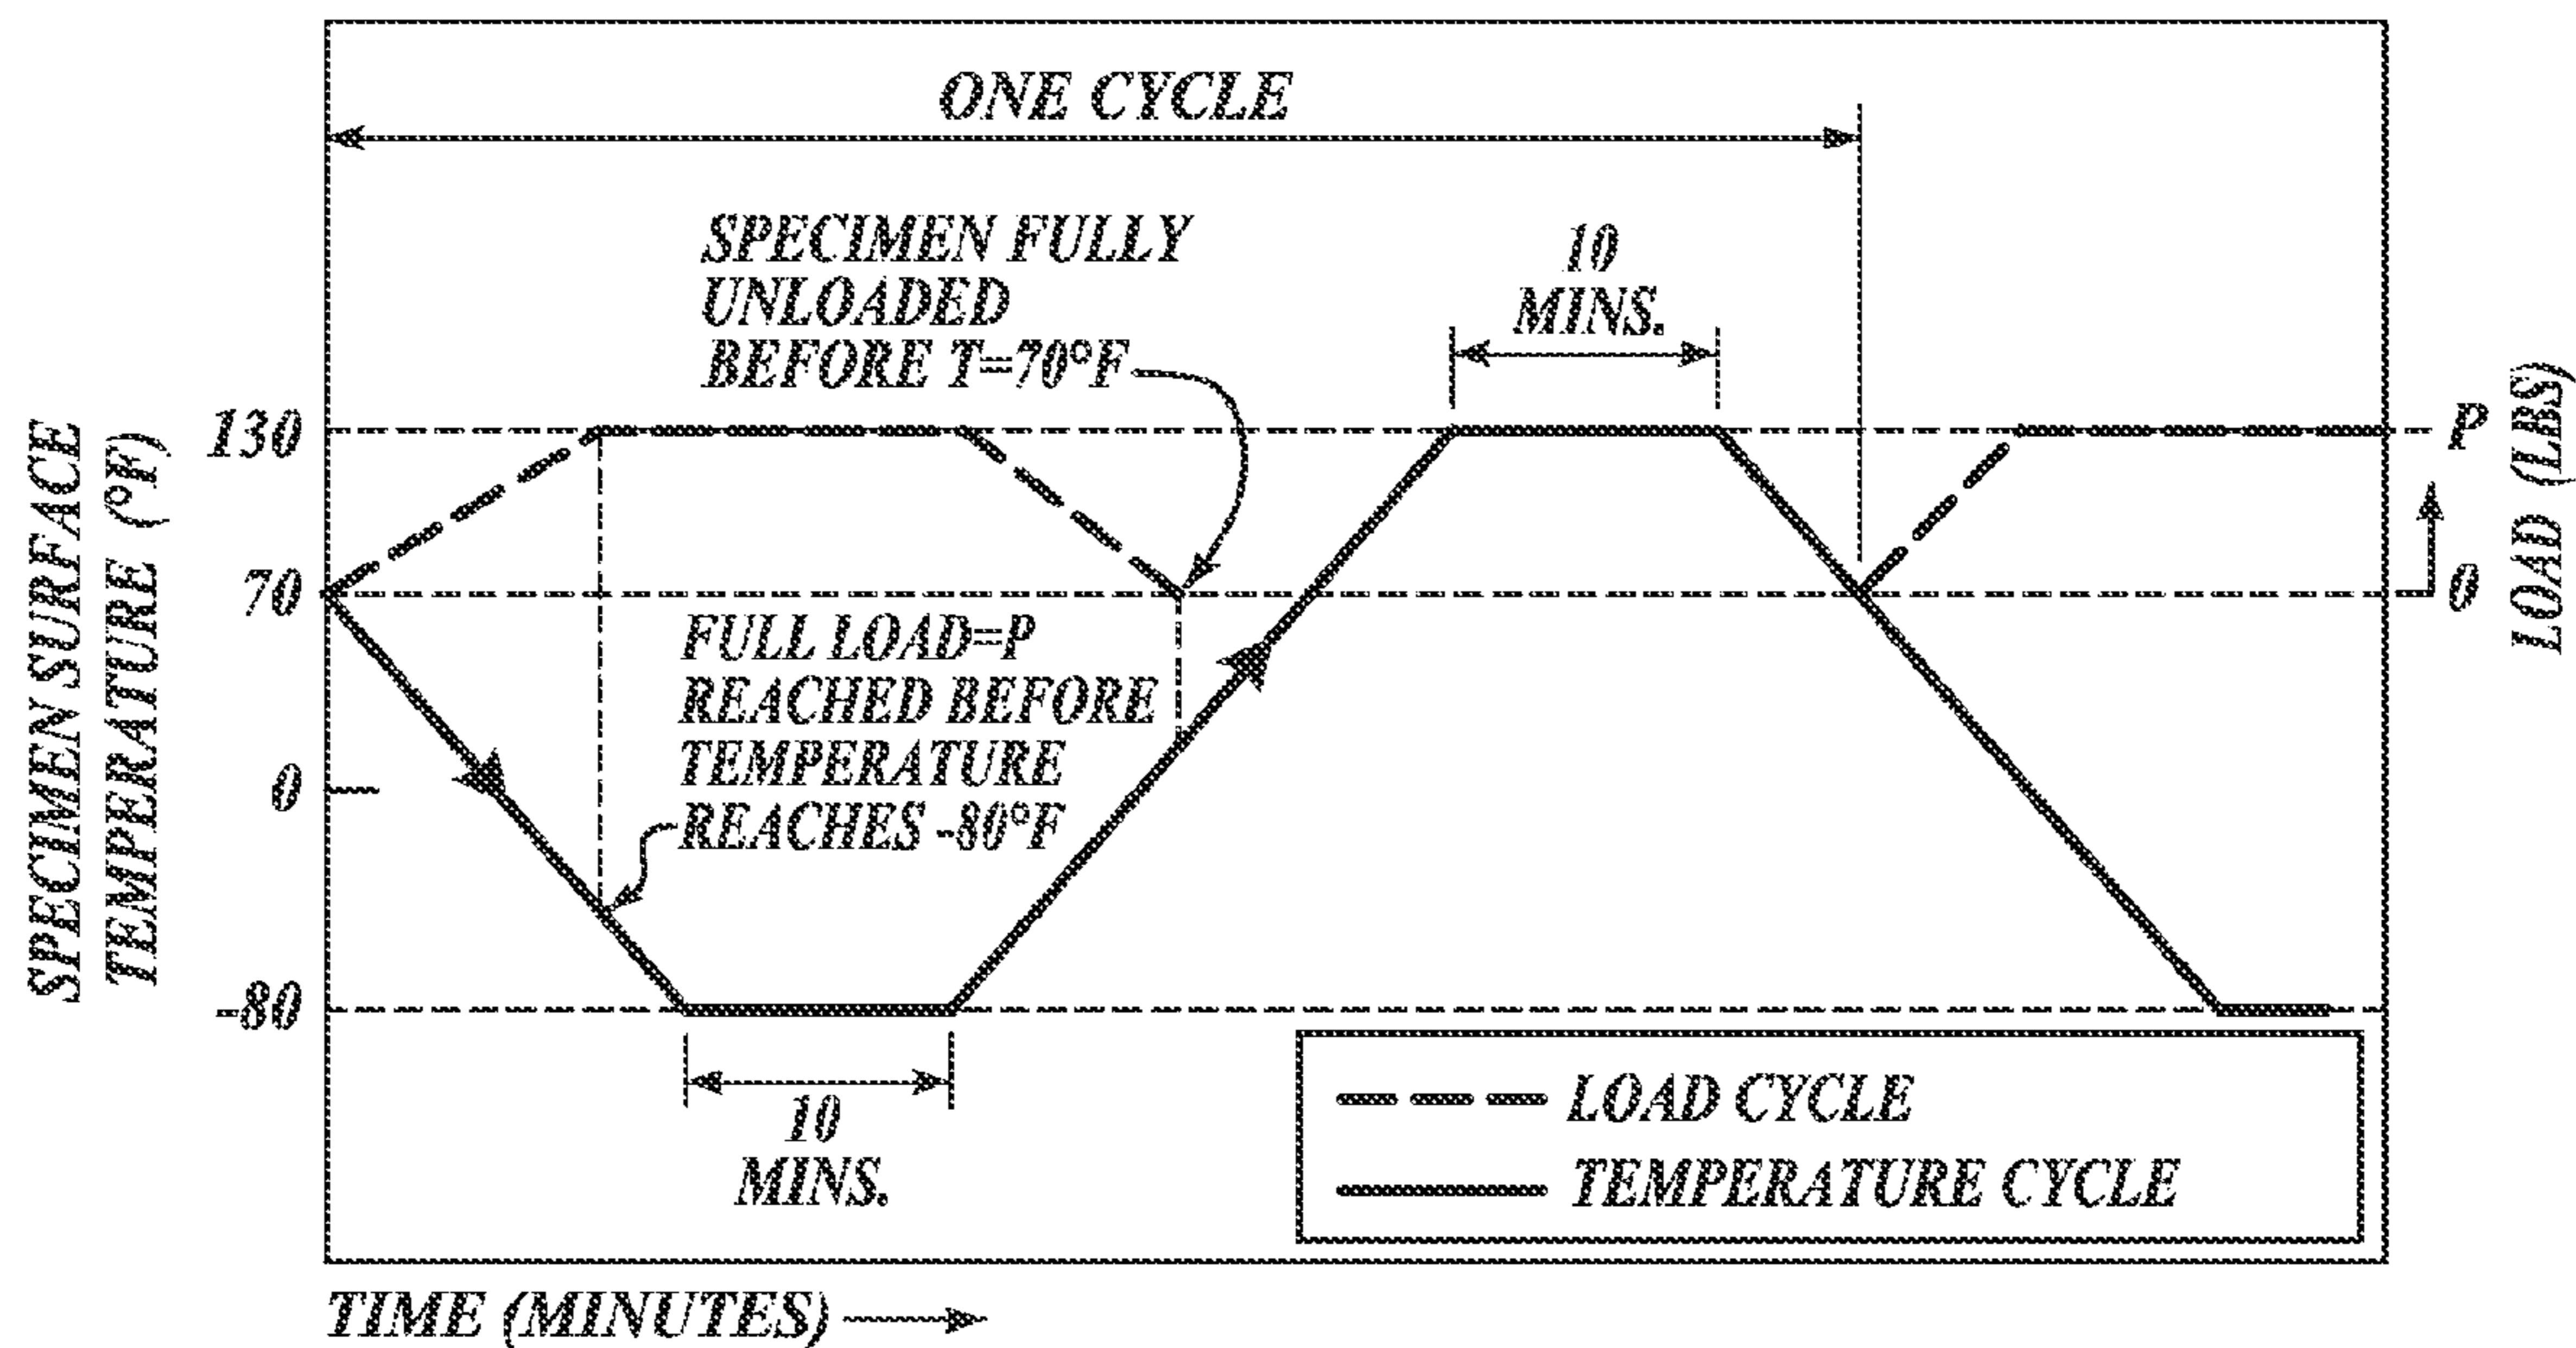 ONE CYCLE
SPECIMEN FULLY
UNLOADED
BEFORE T=70°F
10
MINS.
SPECIMEN SURFACE
TEMPERATURE (°F)
130
70
0
-80
P
0
LOAD (LBS)
FULL LOAD=P
REACHED BEFORE
TEMPERATURE
REACHES -80°F
10
MINS.
LOAD CYCLE
TEMPERATURE CYCLE
TIME (MINUTES)